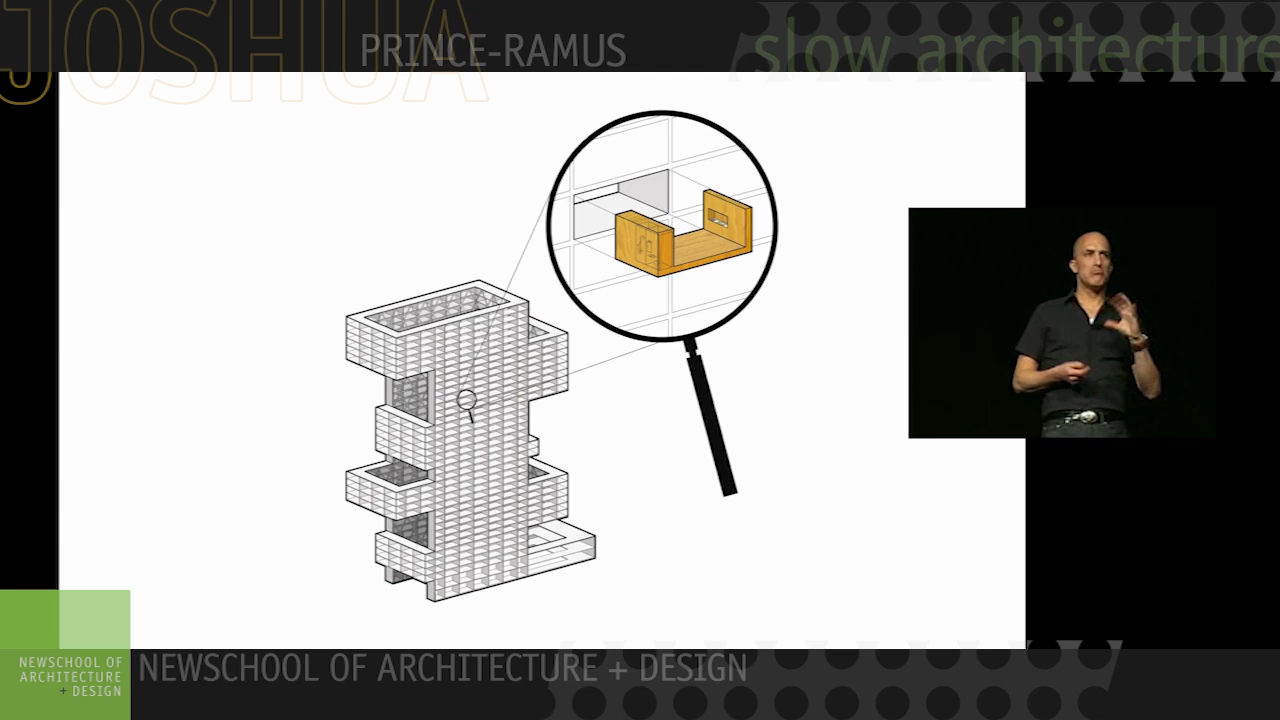 JOSHUA
PRINCE-RAMUS
slow architecture
NEWSCHOOL OF
ARCHITECTURE
+ DESIGN
NEWSCHOOL OF ARCHITECTURE + DESIGN